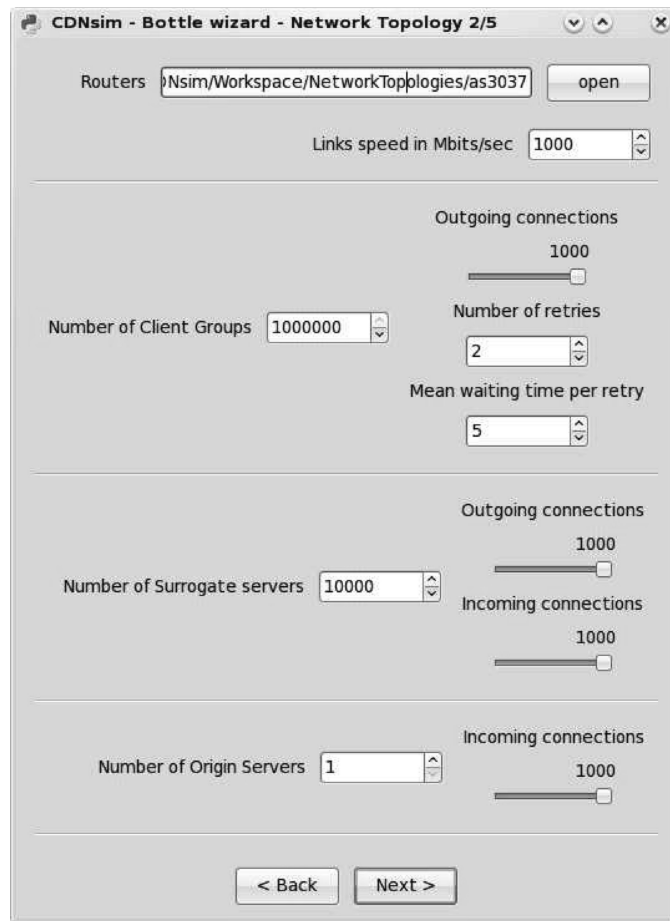 CDNsim - Bottle wizard - Network Topology 2/5
Routers Nsim/Workspace/NetworkTopologies/as3037 open
Links speed in Mbits/sec 1000
Outgoing connections
1000
Number of Client Groups 1000000
Number of retries
2
Mean waiting time per retry
5
Outgoing connections
1000
Number of Surrogate servers 10000
Incoming connections
1000
Incoming connections
Number of Origin Servers 1
1000
< Back Next >